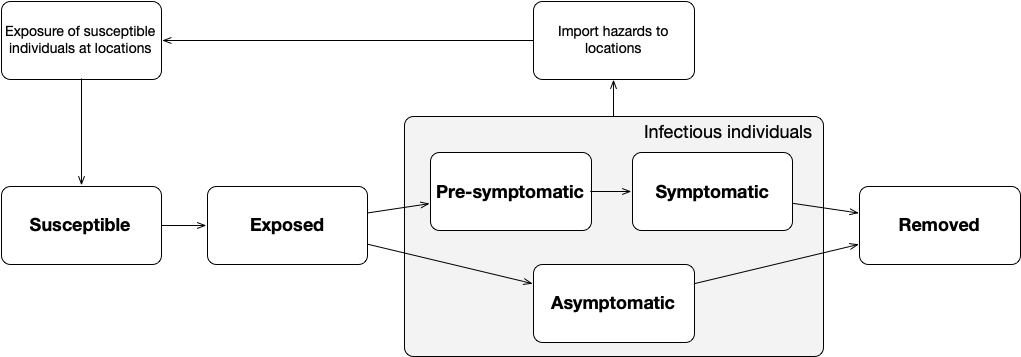 Exposure of susceptible
individuals at locations
Import hazards to
locations
Infectious individuals
Pre-symptomatic
Symptomatic
Susceptible
Exposed
Removed
Asymptomatic